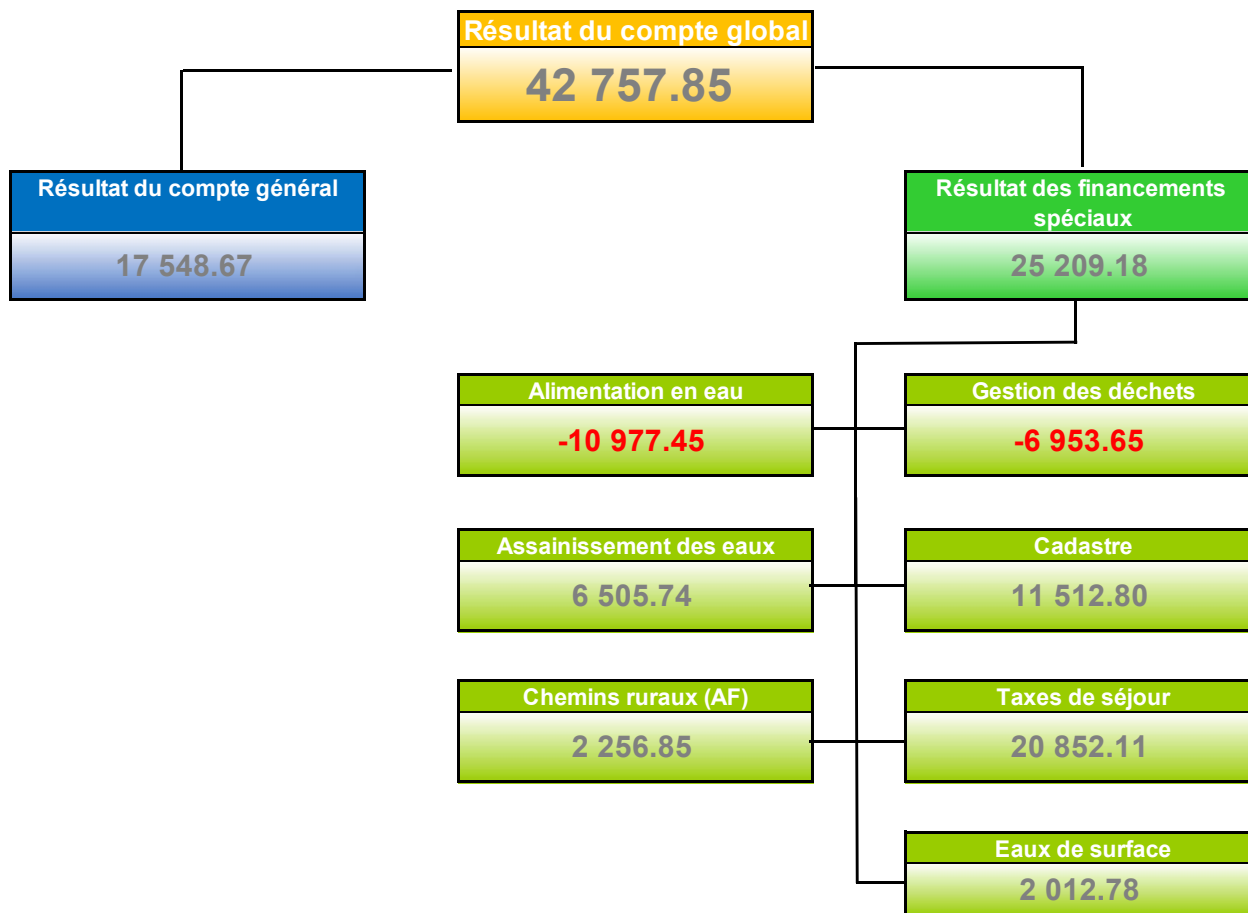 Résultat du compte global
42 757.85
Résultat du compte général
17 548.67
Résultat des financements
spéciaux
25 209.18
Alimentation en eau
-10 977.45
Gestion des déchets
-6 953.65
Assainissement des eaux
6 505.74
Cadastre
11 512.80
Chemins ruraux (AF)
2 256.85
Taxes de séjour
20 852.11
Eaux de surface
2 012.78